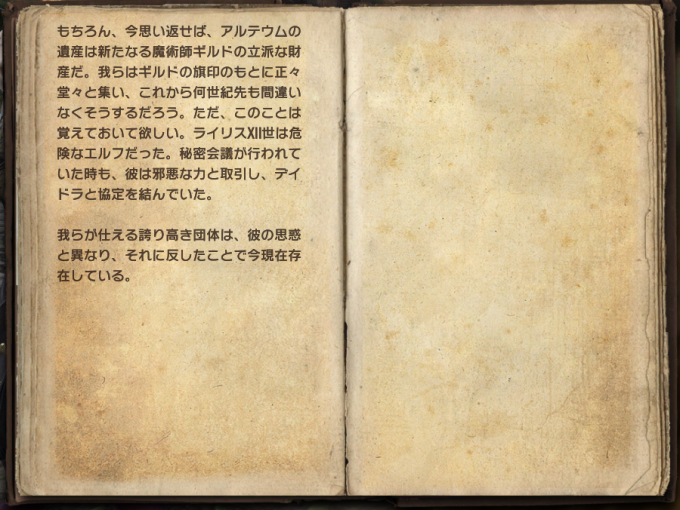 もちろん、今思い返せば、アルテウムの
遺産は新たなる魔術師ギルドの立派な財
産だ。我らはギルドの旗印のもとに正々
堂々と集い、これから何世紀先も間違い
なくそうするだろう。ただ、このことは
覚えておいて欲しい。ライリスXII世は危
険なエルフだった。秘密会議が行われて
いた時も、彼は邪悪な力と取引し、デイ
ドラと協定を結んでいた。
我らが仕える誇り高き団体は、彼の思惑
と異なり、それに反したことで今現在存
在している。